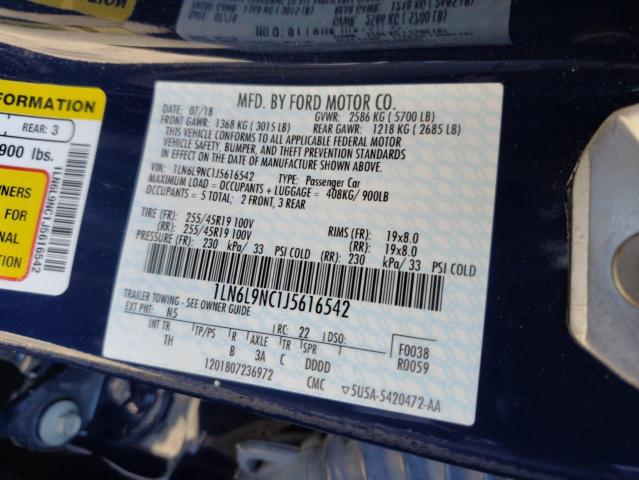 FORMATION
REAR: 3
900 lbs.
WNERS
L FOR
ONAL
ON
1LN6L9NC1J5616542
MFD. BY FORD MOTOR CO.
DATE: 07/18
GVWR: 2586 KG ( 5700 LB)
FRONT GAWR: 1368 KG ( 3015 LB)
REAR GAWR: 1218 KG ( 2685 LB)
THIS VEHICLE CONFORMS TO ALL APPLICABLE FEDERAL MOTOR
VEHICLE SAFETY, BUMPER, AND THEFT PREVENTION STANDARDS IN
EFFECT ON THE DATE OF MANUFACTURE SHOWN ABOVE.
VIN: 1LN6L9NC1J5616542
TYPE: Passenger Car
MAXIMUM LOAD = OCCUPANTS + LUGGAGE = 408KG/ 900LB
OCCUPANTS = 5 TOTAL; 2 FRONT, 3 REAR
TIRE (FR): 255/45R19 100V
RIMS (FR): 19x8.0
(RR): 255/45R19 100V
(RR): 19x8.0
PRESSURE (FR): 230 kPa/ 33 PSI COLD
(RR): 230 kPa/ 33 PSI COLD
1LN6L9NC1J5616542
TRAILER TOWING - SEE OWNER GUIDE
EXT PNT: N5
RC: 22
DSO:
INT TR
TP/PS
R
AXLE
TR
SPR
F0038
TH
B
3A
C
DDDD
R0059
1201807236972
CMC
5U5A-5420472-AA